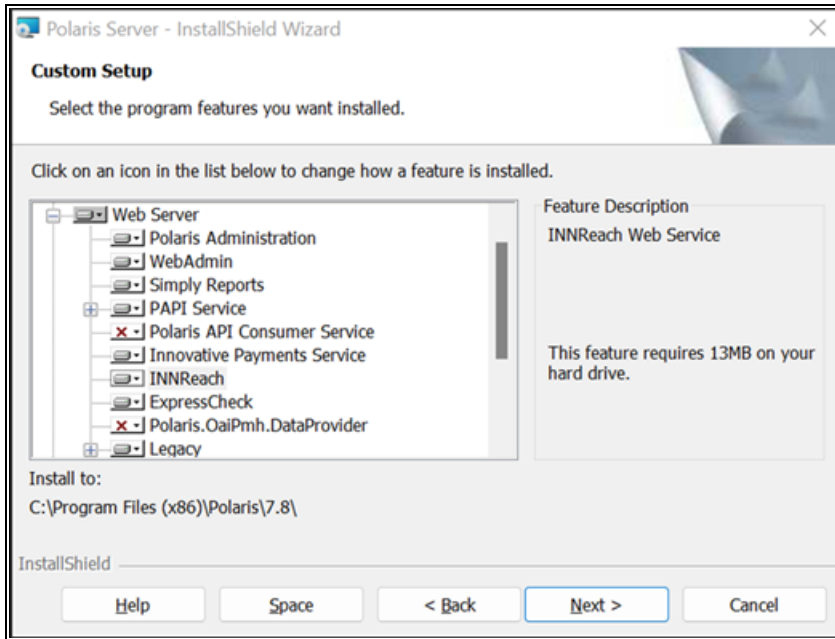 Polaris Server - InstallShield Wizard
Custom Setup
Select the program features you want installed.
Click on an icon in the list below to change how a feature is installed.
Web Server
Polaris Administration
WebAdmin
Simply Reports
PAPI Service
Polaris API Consumer Service
Innovative Payments Service
INNReach
ExpressCheck
Polaris.OaiPmh.DataProvider
Legacy
Feature Description
INNReach Web Service
This feature requires 13MB on your
hard drive.
Install to:
C:\Program Files (x86)\Polaris\7.8\
InstallShield
Help
Space
< Back
Next >
Cancel